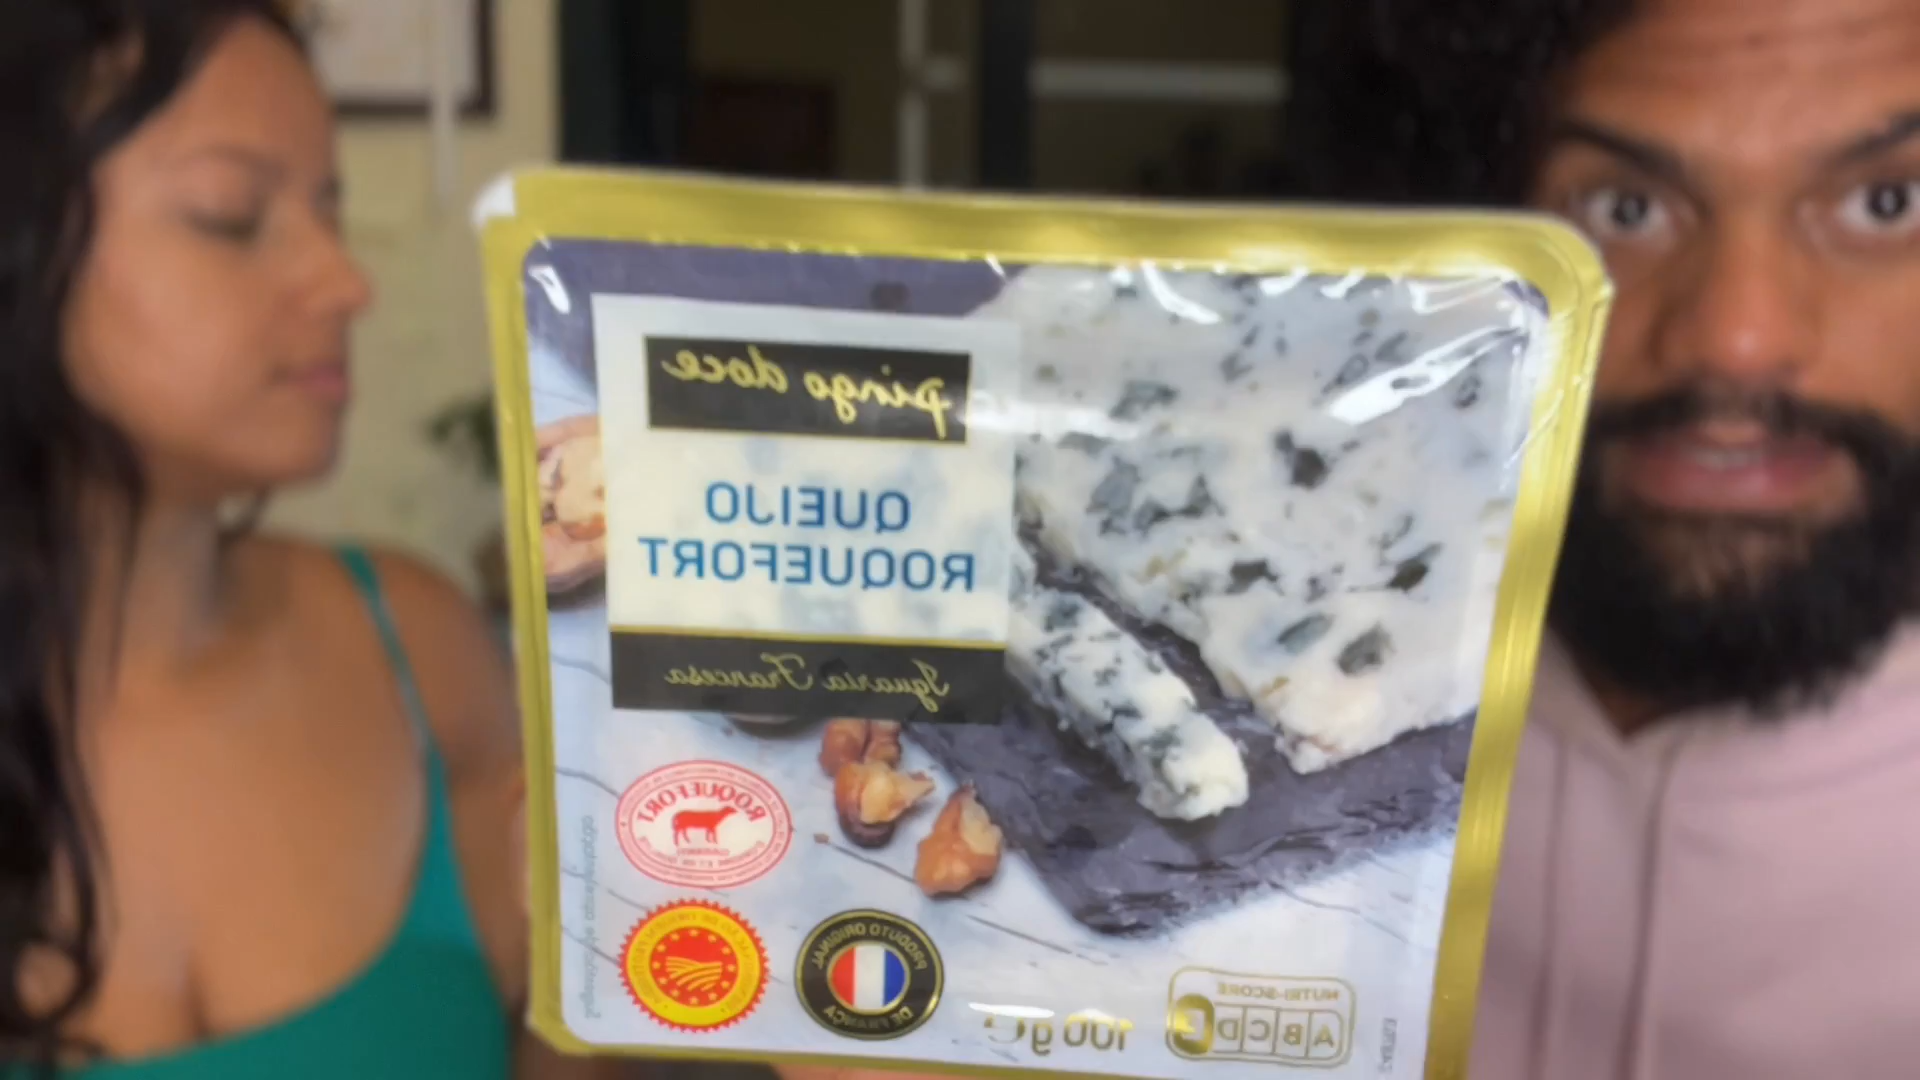 pingo doce
QUEIJO
ROQUEFORT
Iguaria Francesa
ROQUEFORT
PRODUTO ORIGINAL
DE FRANÇA
100 g e
NUTRI-SCORE
A B C D E